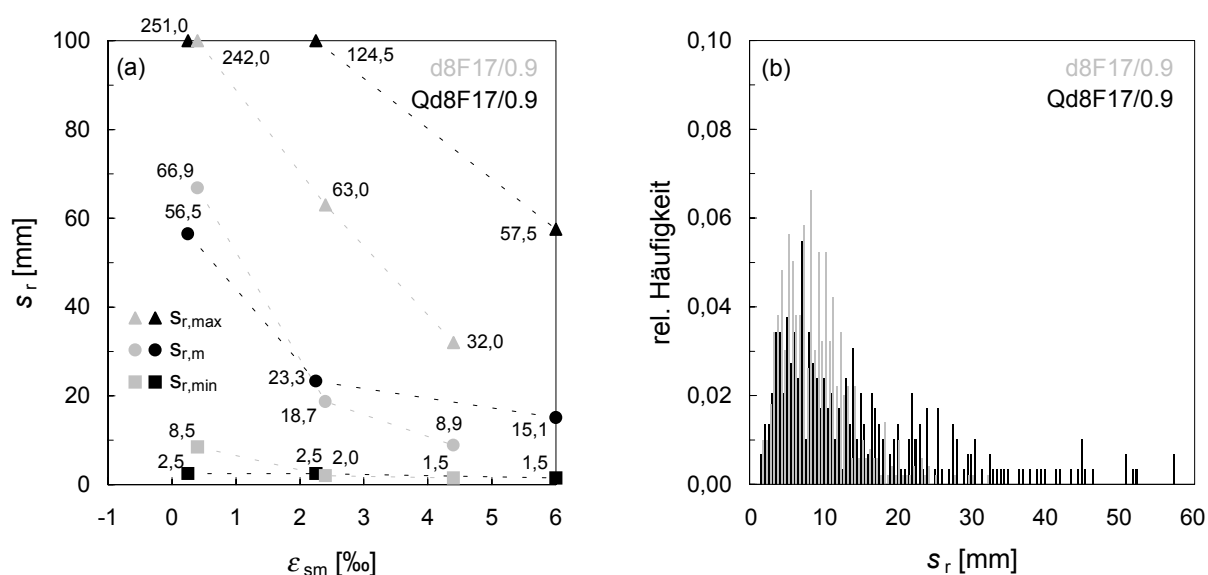 (a)
d8F17/0.9
Qd8F17/0.9
251,0
242,0
124,5
66,9
56,5
63,0
57,5
32,0
23,3
18,7
8,9
15,1
8,5
2,5
2,5
2,0
1,5
1,5
s r,max
s r,m
s r,min
100
80
60
40
20
0
-1 0 1 2 3 4 5 6
s r [mm]
ε sm [‰]
(b)
d8F17/0.9
Qd8F17/0.9
0,10
0,08
0,06
0,04
0,02
0,00
0 10 20 30 40 50 60
rel. Häufigkeit
s r [mm]